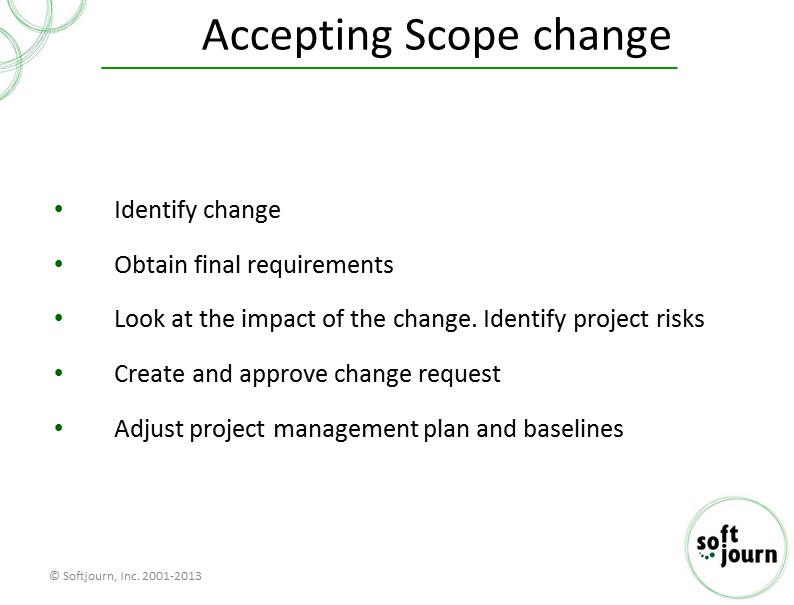 Accepting Scope change
• Identify change
• Obtain final requirements
• Look at the impact of the change. Identify project risks
• Create and approve change request
• Adjust project management plan and baselines
soft
journ
© Softjourn, Inc. 2001-2013